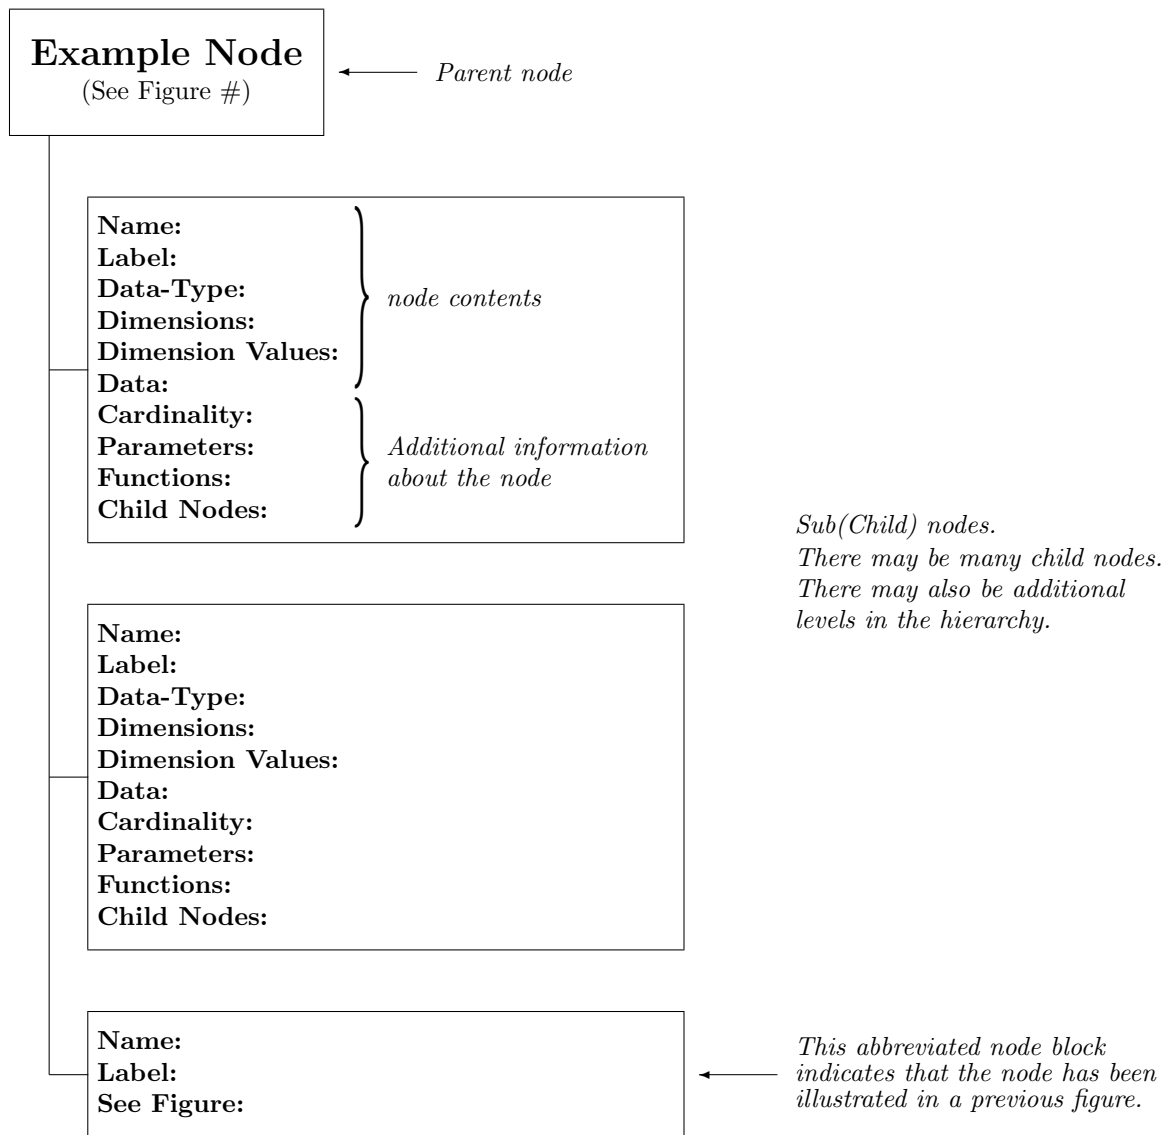 Example Node
(See Figure #)
Parent node
Name:
Label:
Data-Type:
Dimensions:
Dimension Values:
Data:
Cardinality:
Parameters:
Functions:
Child Nodes:
node contents
Additional information
about the node
Sub(Child) nodes.
There may be many child nodes.
There may also be additional
levels in the hierarchy.
Name:
Label:
Data-Type:
Dimensions:
Dimension Values:
Data:
Cardinality:
Parameters:
Functions:
Child Nodes:
Name:
Label:
See Figure:
This abbreviated node block
indicates that the node has been
illustrated in a previous figure.